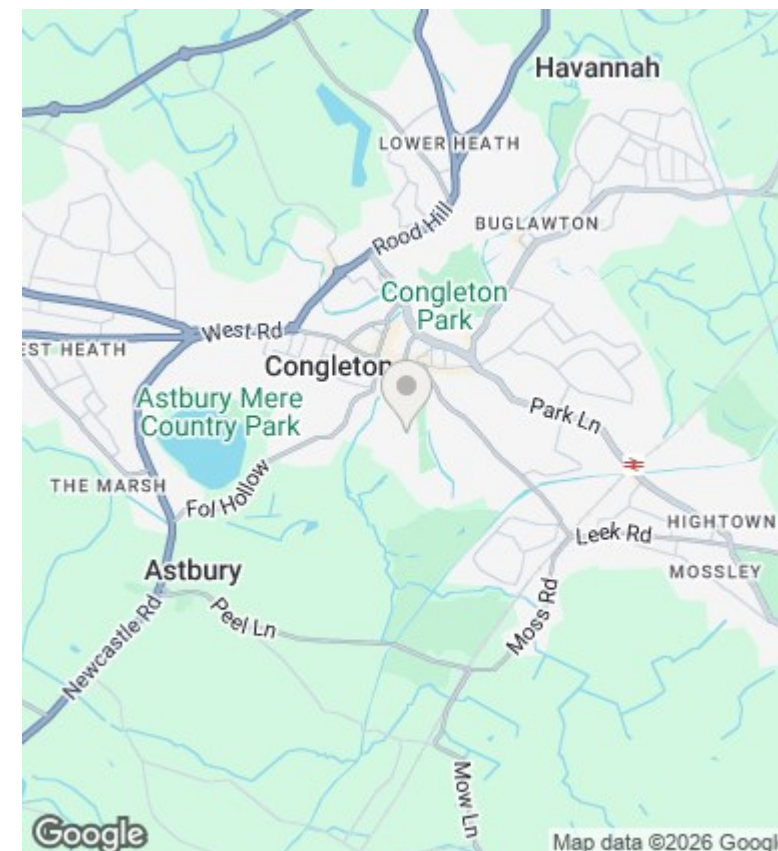 Havannah
LOWER HEATH
Rood Hill
BUGLAWTON
Congleton
Park
West Rd
EST HEATH
Congleton
Astbury Mere
Country Park
Park Ln
THE MARSH
Fol Hollow
HIGHTOWN
Leek Rd
MOSSLEY
Astbury
Peel Ln
Moss Rd
Newcastle Rd
Mow Ln
Google
Map data ©2026 Googl